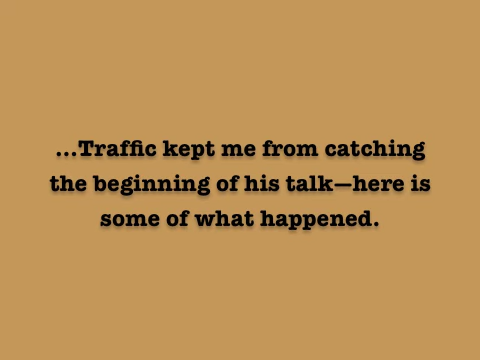 ...Traffic kept me from catching
the beginning of his talk—here is
some of what happened.